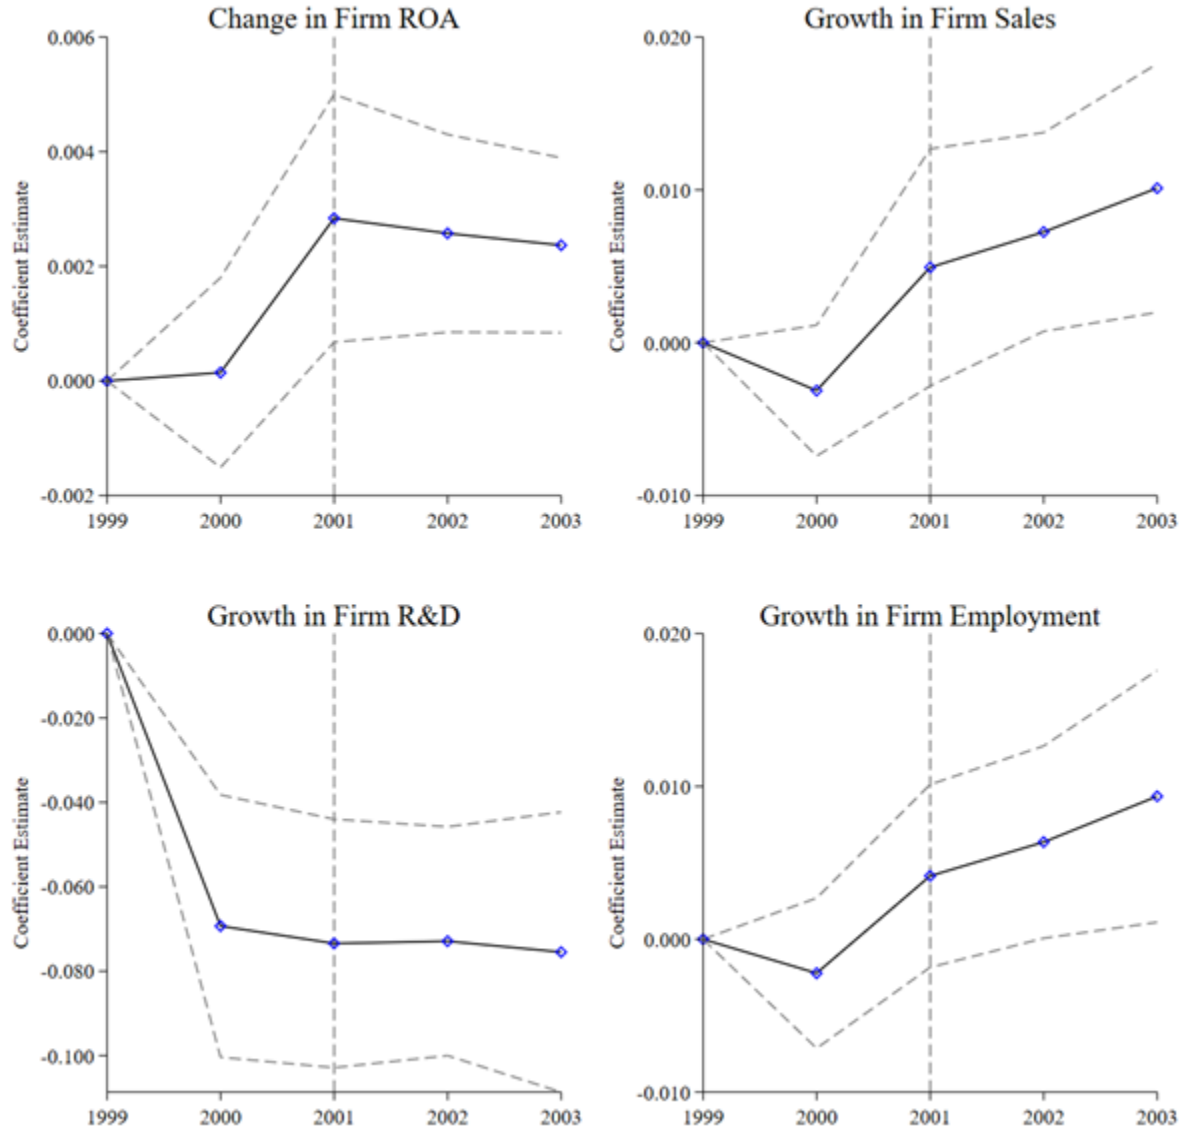 Change in Firm ROA
Coefficient Estimate
0.006
0.004
0.002
0.000
-0.002
1999 2000 2001 2002 2003
Growth in Firm Sales
Coefficient Estimate
0.020
0.010
0.000
-0.010
1999 2000 2001 2002 2003
Growth in Firm R&D
Coefficient Estimate
0.000
-0.020
-0.040
-0.060
-0.080
-0.100
1999 2000 2001 2002 2003
Growth in Firm Employment
Coefficient Estimate
0.020
0.010
0.000
-0.010
1999 2000 2001 2002 2003